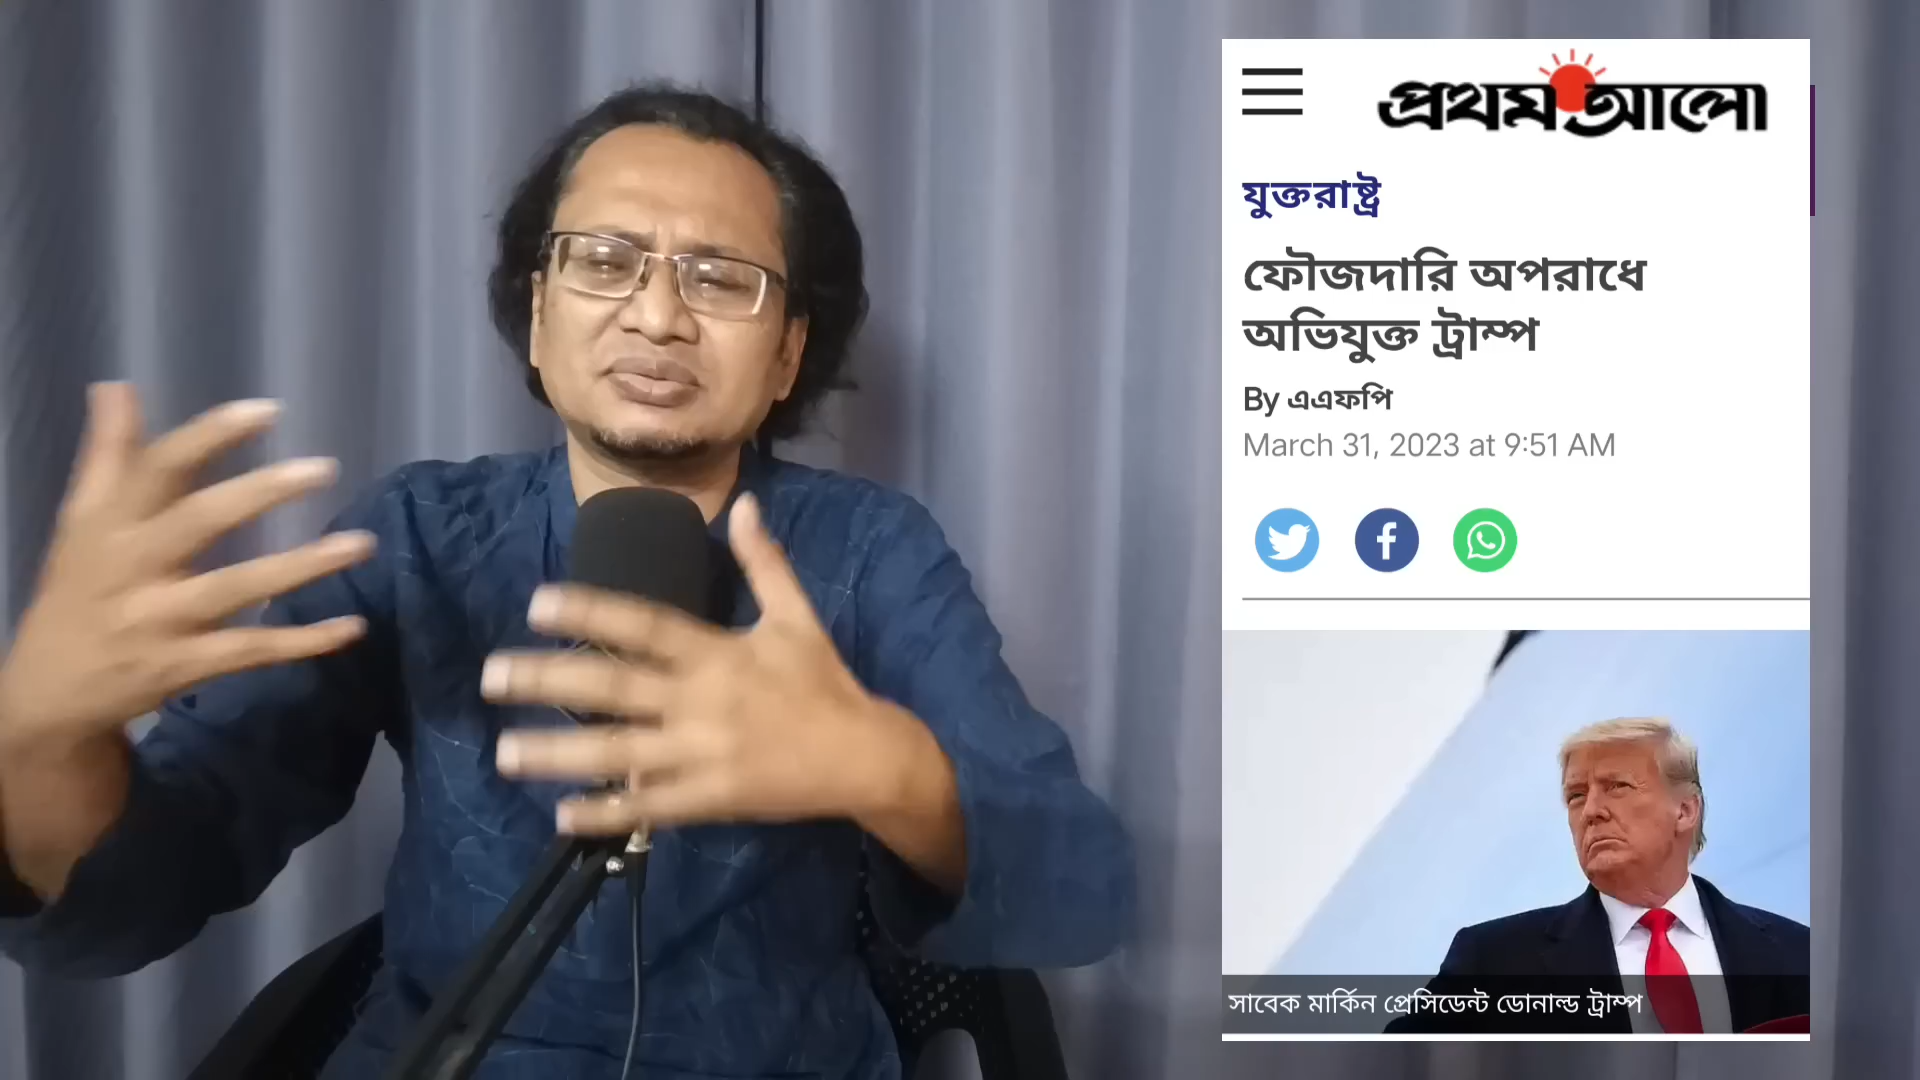 প্রথম আলো
যুক্তরাষ্ট্র
ফৌজদারি অপরাধে
অভিযুক্ত ট্রাম্প
By এএফপি
March 31, 2023 at 9:51 AM
সাবেক মার্কিন প্রেসিডেন্ট ডোনাল্ড ট্রাম্প